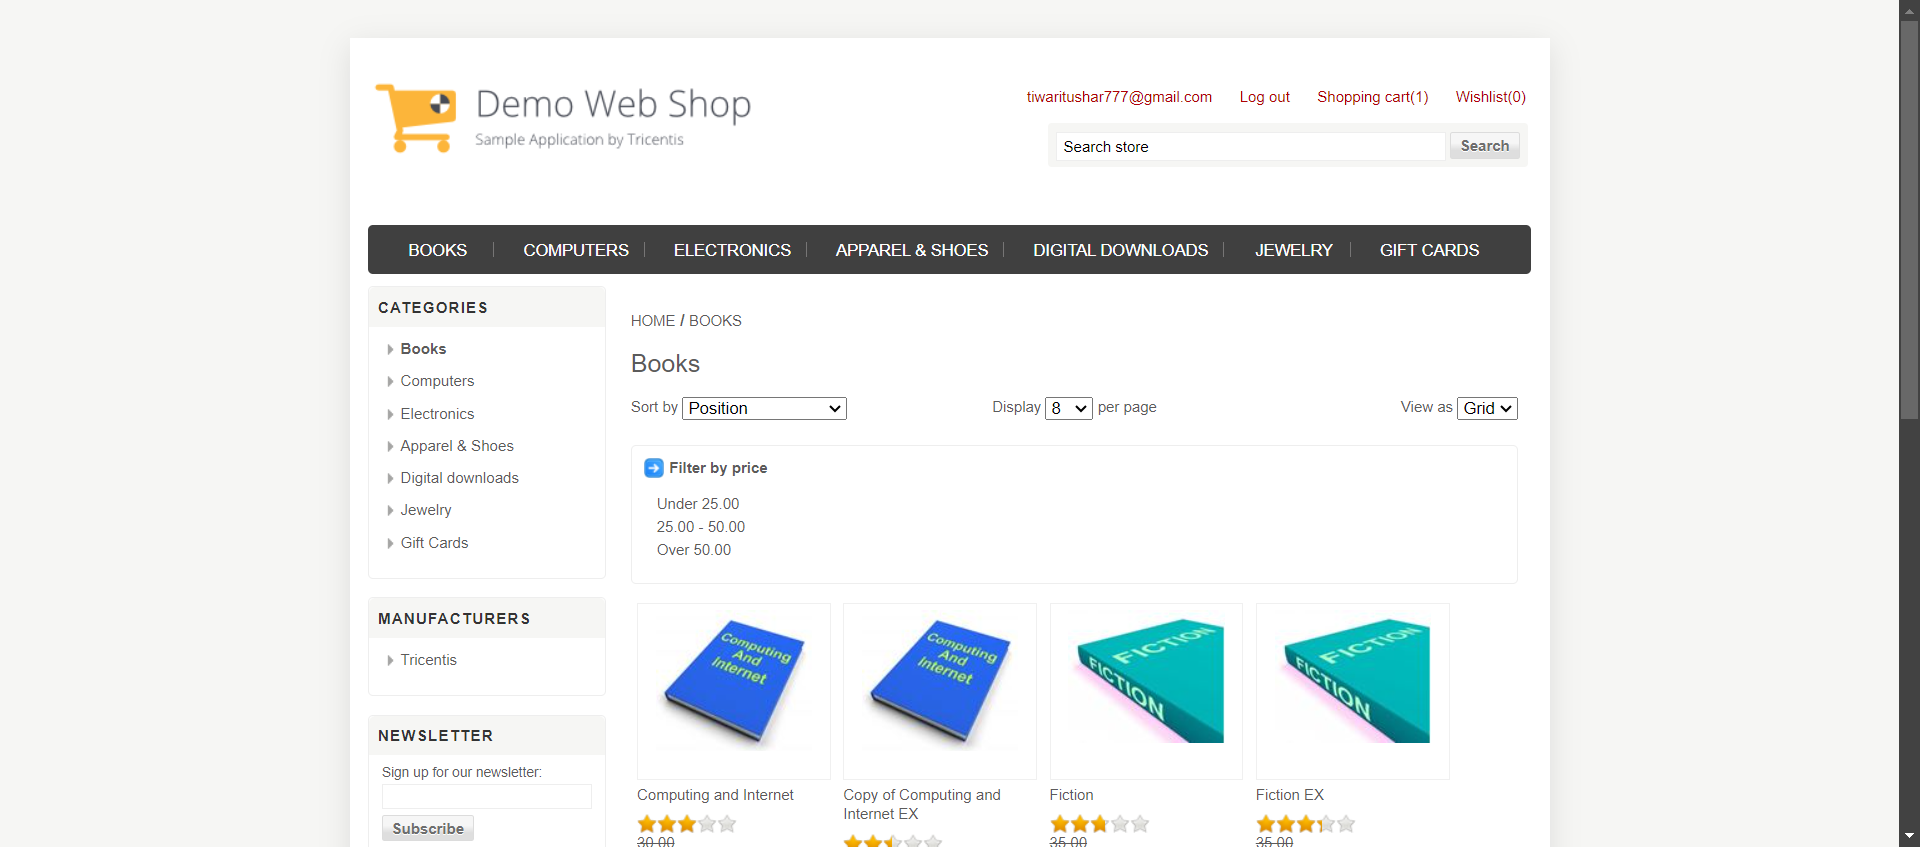 Demo Web Shop
Sample Application by Tricentis
tiwaritushar777@gmail.com Log out Shopping cart(1) Wishlist(0)
Search store Search
BOOKS COMPUTERS ELECTRONICS APPAREL & SHOES DIGITAL DOWNLOADS JEWELRY GIFT CARDS
CATEGORIES
Books
Computers
Electronics
Apparel & Shoes
Digital downloads
Jewelry
Gift Cards
MANUFACTURERS
Tricentis
NEWSLETTER
Sign up for our newsletter:
Subscribe
HOME / BOOKS
Books
Sort by Position Display 8 per page View as Grid
Filter by price
Under 25.00
25.00 - 50.00
Over 50.00
Computing
And
Internet
Computing and Internet
30.00
Computing
And
Internet
Copy of Computing and
Internet EX
FICTION
FICTION
Fiction
35.00
FICTION
FICTION
Fiction EX
35.00